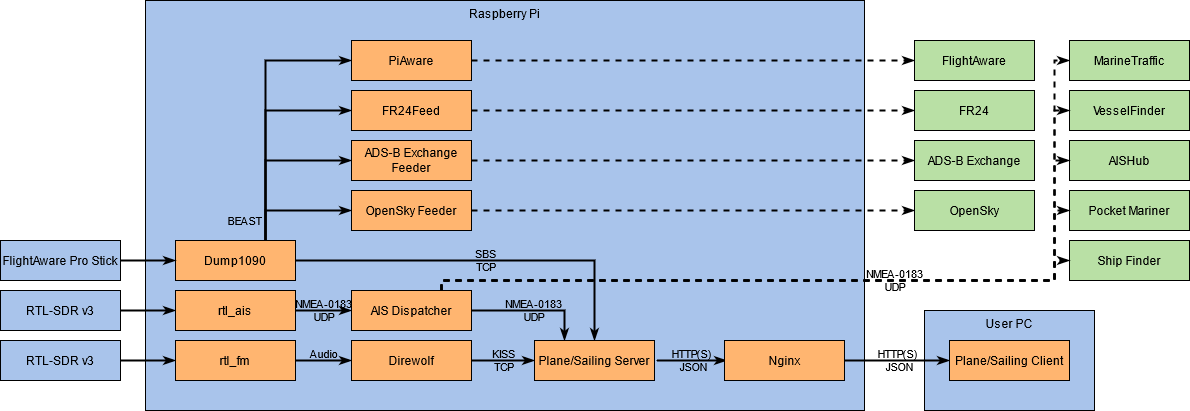 Raspberry Pi
PiAware
FlightAware
MarineTraffic
FR24Feed
FR24
VesselFinder
ADS-B Exchange
Feeder
ADS-B Exchange
AISHub
BEAST
OpenSky Feeder
OpenSky
Pocket Mariner
FlightAware Pro Stick
Dump1090
SBS
TCP
Ship Finder
NMEA-0183
UDP
RTL-SDR v3
rtl_ais
NMEA-0183
UDP
AIS Dispatcher
NMEA-0183
UDP
User PC
RTL-SDR v3
rtl_fm
Audio
Direwolf
KISS
TCP
Plane/Sailing Server
HTTP(S)
JSON
Nginx
HTTP(S)
JSON
Plane/Sailing Client